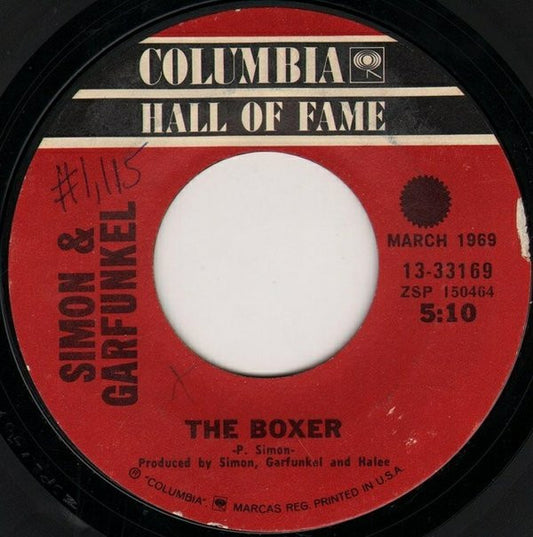 COLUMBIA
HALL OF FAME
#1,115
SIMON &
GARFUNKEL
MARCH 1969
13-33169
ZSP 150464
5:10
X
THE BOXER
-P. Simon-
Produced by Simon, Garfunkel and Halee
Ⓟ "COLUMBIA", MARCAS REG. PRINTED IN U.S.A.